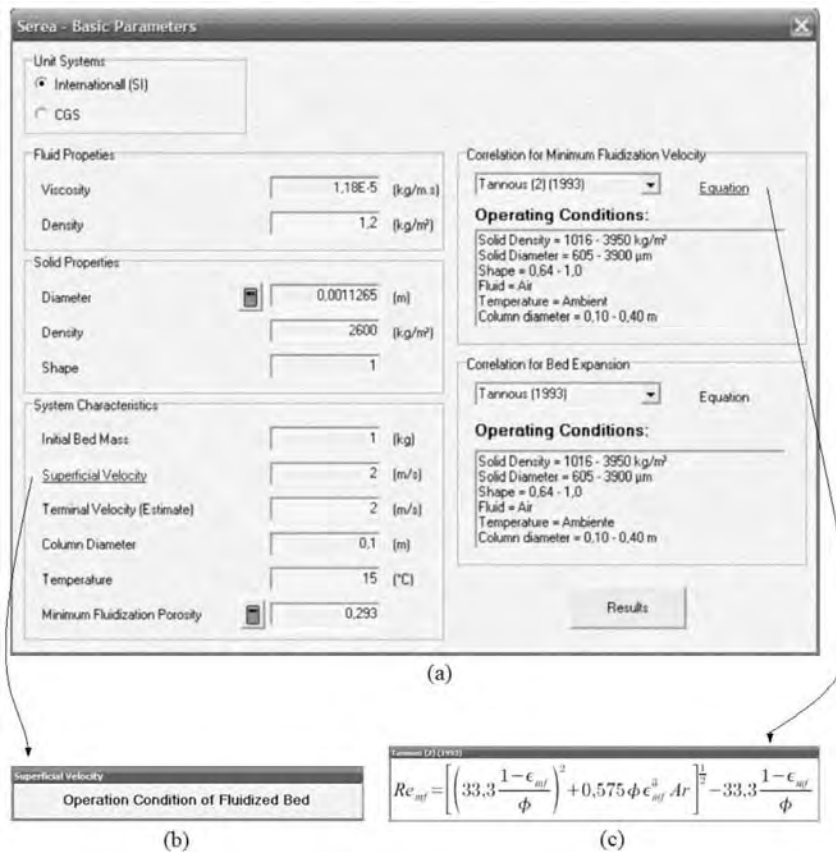 Serea - Basic Parameters
Unit Systems
Internationall (SI)
CGS
Fluid Propeties
Viscosity 1,18E-5 (kg/m.s)
Density 1,2 (kg/m³)
Solid Properties
Diameter 0,0011265 (m)
Density 2600 (kg/m³)
Shape 1
System Characteristics
Initial Bed Mass 1 (kg)
Superficial Velocity 2 (m/s)
Terminal Velocity (Estimate) 2 (m/s)
Column Diameter 0,1 (m)
Temperature 15 (°C)
Minimum Fluidization Porosity 0,293
Correlation for Minimum Fluidization Velocity
Tannous (2) (1993) Equation
Operating Conditions:
Solid Density = 1016 - 3950 kg/m³
Solid Diameter = 605 - 3900 µm
Shape = 0,64 - 1,0
Fluid = Air
Temperature = Ambient
Column diameter = 0,10 - 0,40 m
Correlation for Bed Expansion
Tannous (1993) Equation
Operating Conditions:
Solid Density = 1016 - 3950 kg/m³
Solid Diameter = 605 - 3900 µm
Shape = 0,64 - 1,0
Fluid = Air
Temperature = Ambiente
Column diameter = 0,10 - 0,40 m
Results
(a)
Superficial Velocity
Operation Condition of Fluidized Bed
(b)
Tannous (2) (1993)
Re_mf = [(33,3 (1-ϵ_mf)/ϕ)² + 0,575 ϕ ϵ_mf³ Ar]^(1/2) - 33,3 (1-ϵ_mf)/ϕ
(c)